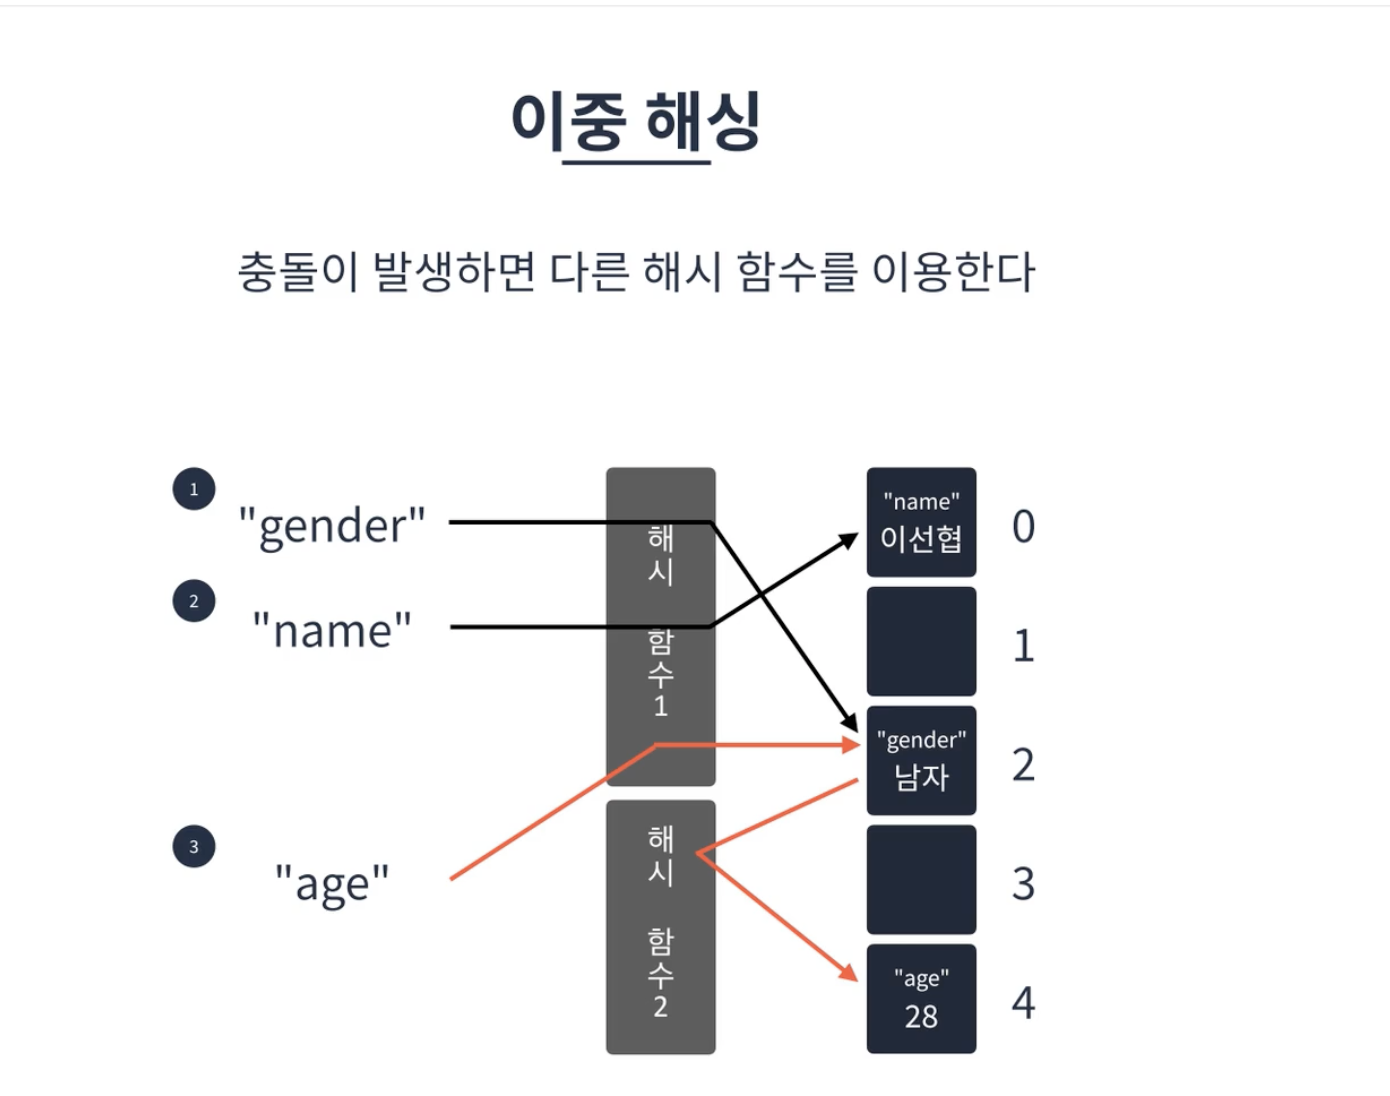 이중 해싱
충돌이 발생하면 다른 해시 함수를 이용한다
1
"gender"
2
"name"
3
"age"
해시 함수1
해시 함수2
"name"
이선협
0
1
"gender"
남자
2
3
"age"
28
4